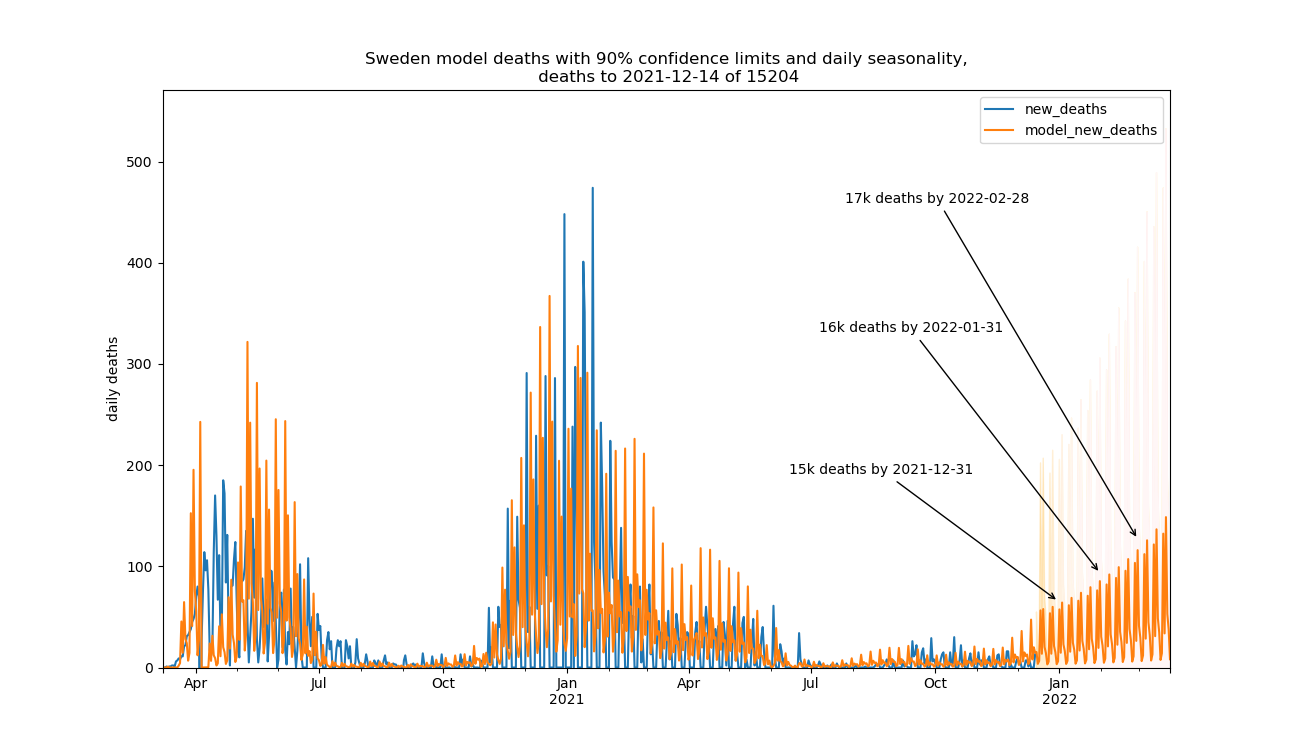 Sweden model deaths with 90% confidence limits and daily seasonality,
deaths to 2021-12-14 of 15204
new_deaths
model_new_deaths
17k deaths by 2022-02-28
16k deaths by 2022-01-31
15k deaths by 2021-12-31
daily deaths
500
400
300
200
100
0
Apr
Jul
Oct
Jan
2021
Apr
Jul
Oct
Jan
2022